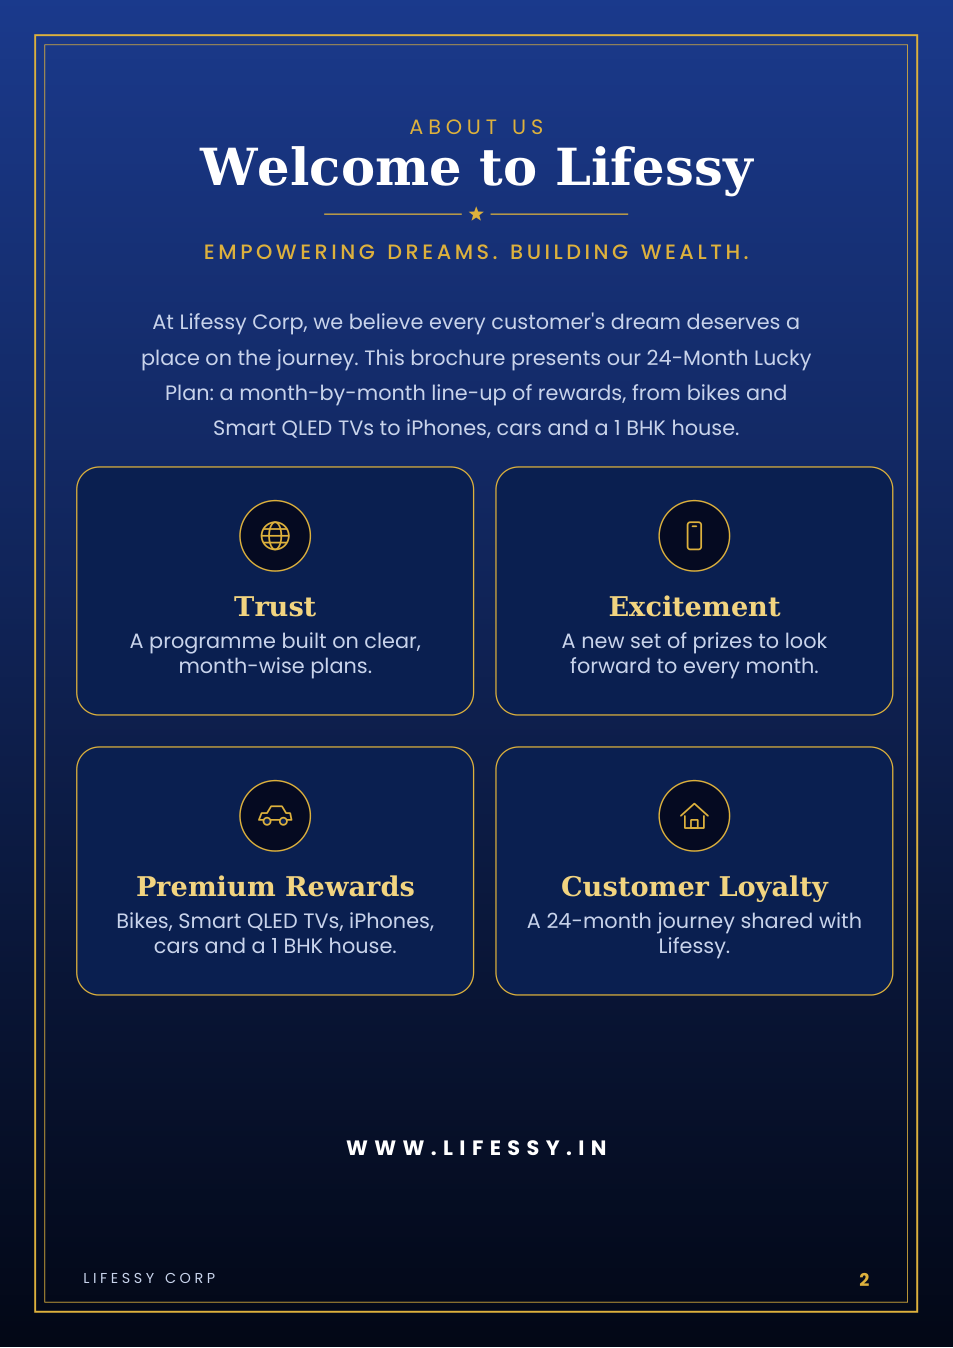 ABOUT US
Welcome to Lifessy
EMPOWERING DREAMS. BUILDING WEALTH.
At Lifessy Corp, we believe every customer's dream deserves a
place on the journey. This brochure presents our 24-Month Lucky
Plan: a month-by-month line-up of rewards, from bikes and
Smart QLED TVs to iPhones, cars and a 1 BHK house.
Trust
A programme built on clear,
month-wise plans.
Excitement
A new set of prizes to look
forward to every month.
Premium Rewards
Bikes, Smart QLED TVs, iPhones,
cars and a 1 BHK house.
Customer Loyalty
A 24-month journey shared with
Lifessy.
WWW.LIFESSY.IN
LIFESSY CORP
2